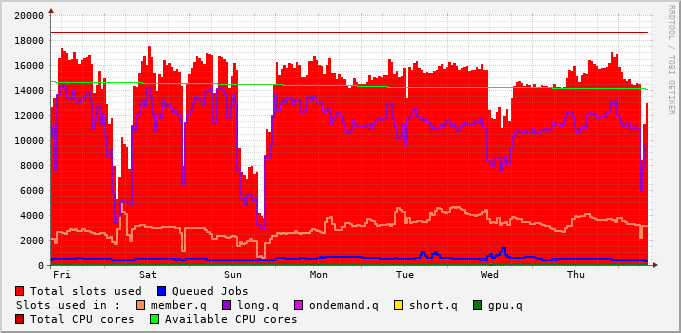 20000
18000
16000
14000
12000
10000
8000
6000
4000
2000
0
Fri Sat Sun Mon Tue Wed Thu
RRDTOOL / TOBI OETIKER
Total slots used Queued Jobs
Slots used in : member.q long.q ondemand.q short.q gpu.q
Total CPU cores Available CPU cores